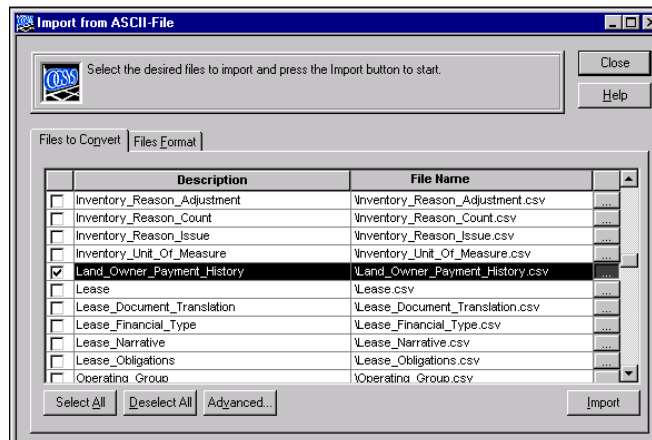 Import from ASCII-File
Select the desired files to import and press the Import button to start.
Close
Help
Files to Convert Files Format
Description File Name
Inventory_Reason_Adjustment \Inventory_Reason_Adjustment.csv ...
Inventory_Reason_Count \Inventory_Reason_Count.csv ...
Inventory_Reason_Issue \Inventory_Reason_Issue.csv ...
Inventory_Unit_Of_Measure \Inventory_Unit_Of_Measure.csv ...
Land_Owner_Payment_History \Land_Owner_Payment_History.csv ...
Lease \Lease.csv ...
Lease_Document_Translation \Lease_Document_Translation.csv ...
Lease_Financial_Type \Lease_Financial_Type.csv ...
Lease_Narrative \Lease_Narrative.csv ...
Lease_Obligations \Lease_Obligations.csv ...
Operating_Group \Operating_Group.csv ...
Select All Deselect All Advanced... Import